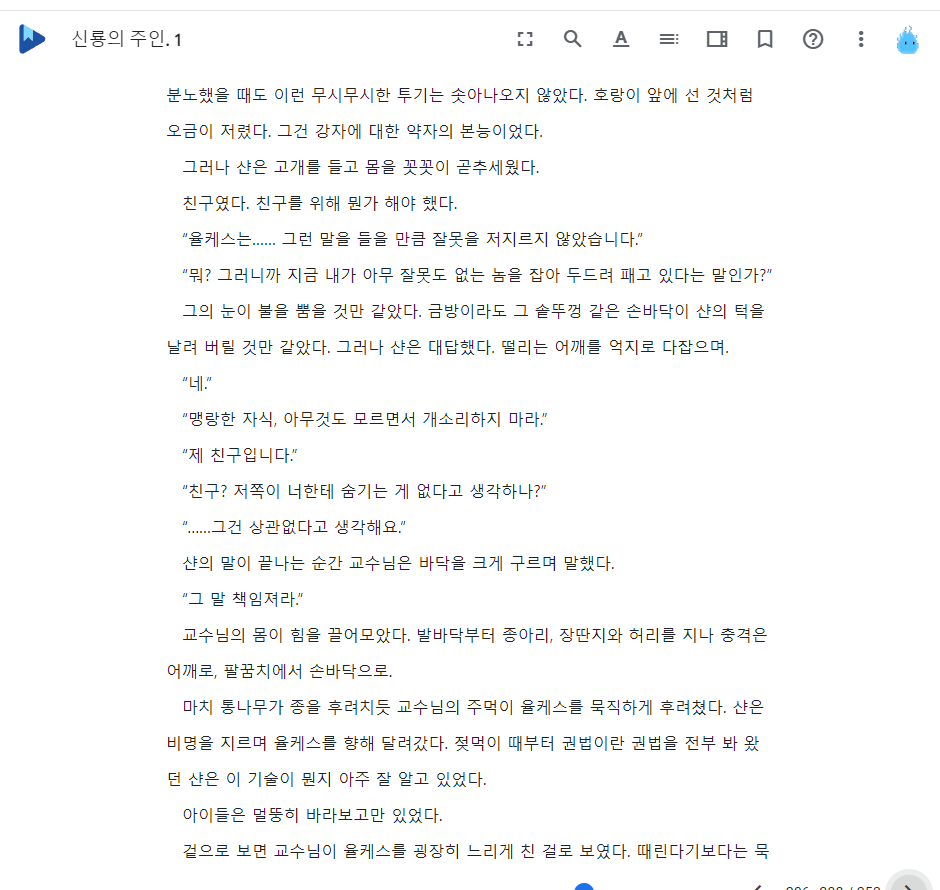 신룡의 주인. 1
분노했을 때도 이런 무시무시한 투기는 솟아나오지 않았다. 호랑이 앞에 선 것처럼
오금이 저렸다. 그건 강자에 대한 약자의 본능이었다.
그러나 샨은 고개를 들고 몸을 꼿꼿이 곧추세웠다.
친구였다. 친구를 위해 뭔가 해야 했다.
“율케스는…… 그런 말을 들을 만큼 잘못을 저지르지 않았습니다.”
“뭐? 그러니까 지금 내가 아무 잘못도 없는 놈을 잡아 두드려 패고 있다는 말인가?”
그의 눈이 불을 뿜을 것만 같았다. 금방이라도 그 솥뚜껑 같은 손바닥이 샨의 턱을
날려 버릴 것만 같았다. 그러나 샨은 대답했다. 떨리는 어깨를 억지로 다잡으며.
“네.”
“맹랑한 자식, 아무것도 모르면서 개소리하지 마라.”
“제 친구입니다.”
“친구? 저쪽이 너한테 숨기는 게 없다고 생각하나?”
“……그건 상관없다고 생각해요.”
샨의 말이 끝나는 순간 교수님은 바닥을 크게 구르며 말했다.
“그 말 책임져라.”
교수님의 몸이 힘을 끌어모았다. 발바닥부터 종아리, 장딴지와 허리를 지나 충격은
어깨로, 팔꿈치에서 손바닥으로.
마치 통나무가 종을 후려치듯 교수님의 주먹이 율케스를 묵직하게 후려쳤다. 샨은
비명을 지르며 율케스를 향해 달려갔다. 젖먹이 때부터 권법이란 권법을 전부 봐 왔
던 샨은 이 기술이 뭔지 아주 잘 알고 있었다.
아이들은 멀뚱히 바라보고만 있었다.
겉으로 보면 교수님이 율케스를 굉장히 느리게 친 걸로 보였다. 때린다기보다는 묵